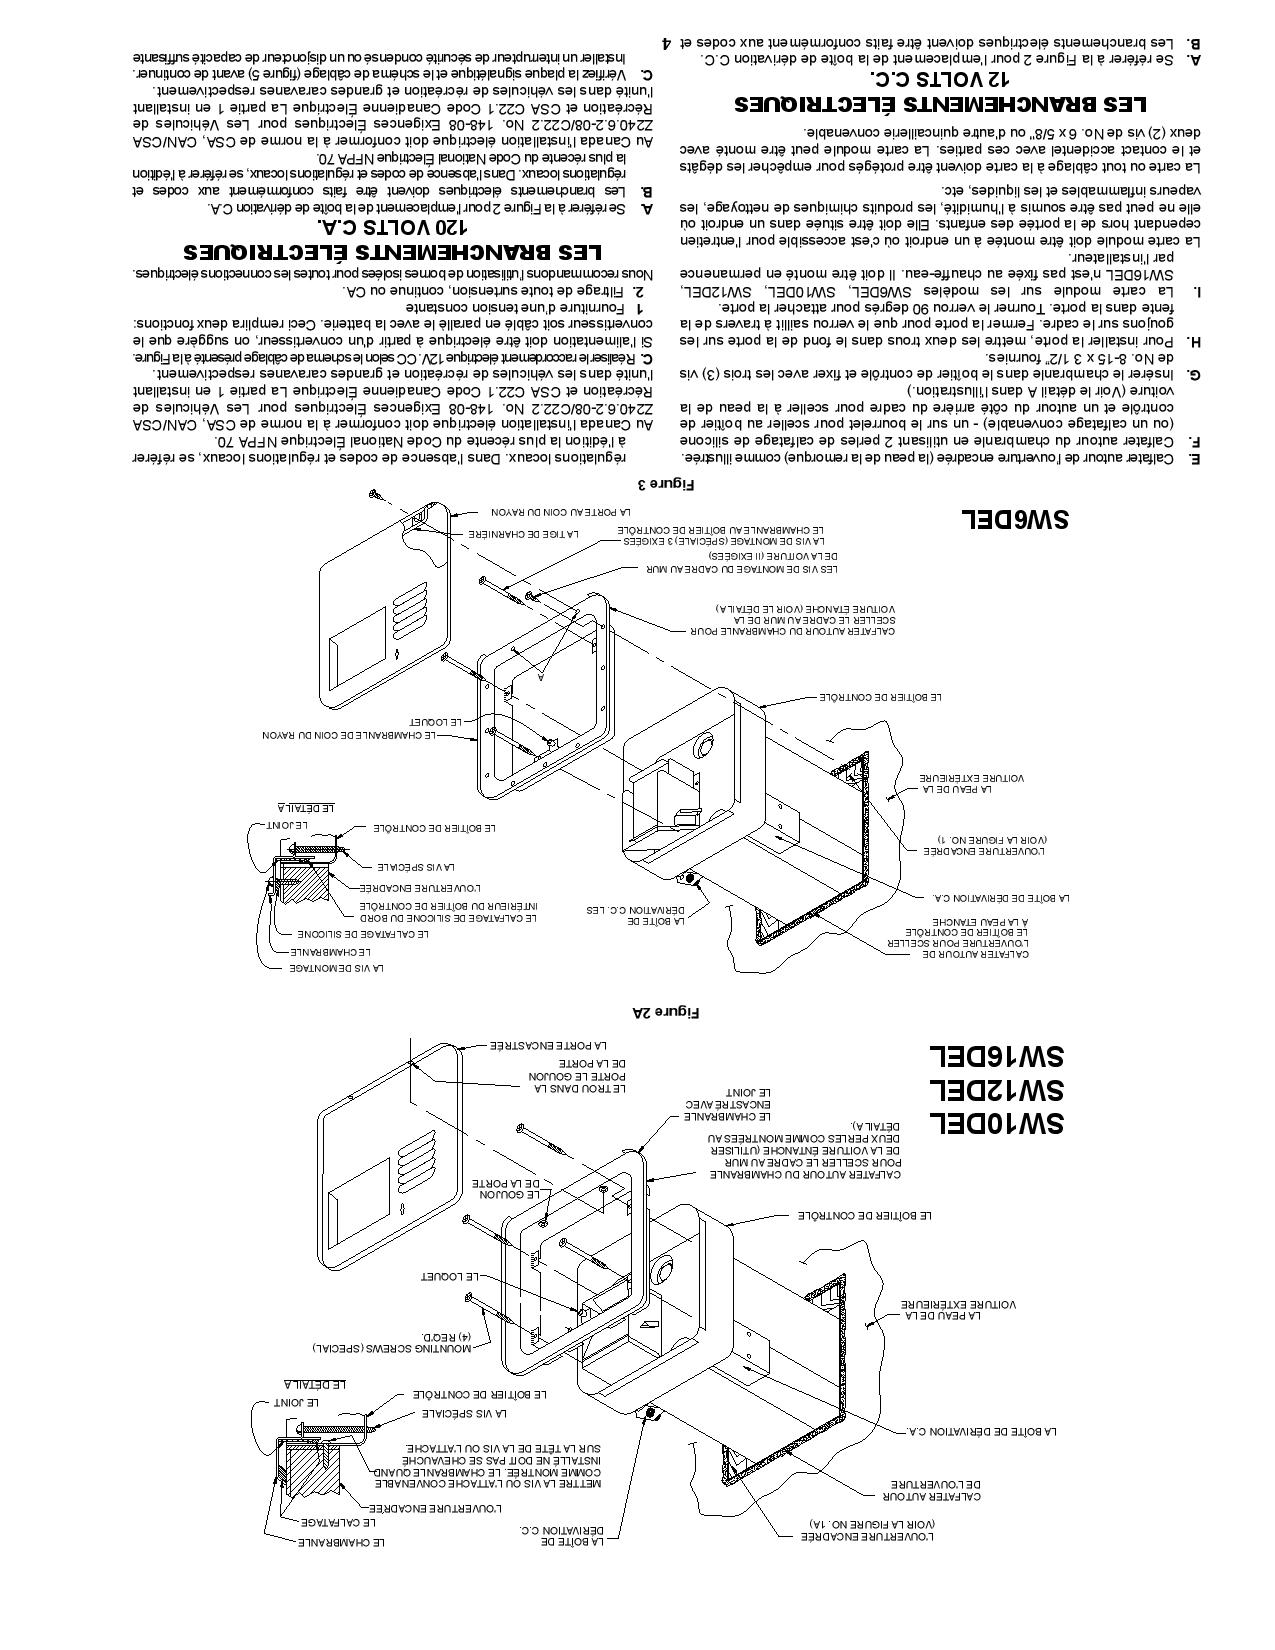 L'OUVERTURE ENCADRÉE
(VOIR LA FIGURE NO. 1A)
CALFATER AUTOUR
DE L'OUVERTURE
LA BOÎTE DE DÉRIVATION C.A.
LA PEAU DE LA
VOITURE EXTÉRIEURE
LE BOÎTIER DE CONTRÔLE
LA BOÎTE DE
DÉRIVATION C.C.
LE CHAMBRANLE
LE CALFATAGE
L'OUVERTURE ENCADRÉE
METTRE LA VIS OU L'ATTACHE CONVENABLE
COMME MONTRÉE. LE CHAMBRANLE QUAND
INSTALLÉ NE DOIT PAS SE CHEVAUCHÉ
SUR LA TÊTE DE LA VIS OU L'ATTACHE.
LA VIS SPÉCIALE
LE BOÎTIER DE CONTRÔLE
LE JOINT
LE DÉTAIL A
MOUNTING SCREWS (SPECIAL)
(4) REQ'D.
LE LOQUET
LE GOUJON
DE LA PORTE
CALFATER AUTOUR DU CHAMBRANLE
POUR SCELLER LE CADRE AU MUR
DE LA VOITURE ÉNTANCHE (UTILISER
DEUX PERLES COMME MONTRÉES AU
DÉTAIL A).
LE CHAMBRANLE
ENCASTRÉ AVEC
LE JOINT
LE TROU DANS LA
PORTE LE GOUJON
DE LA PORTE
LA PORTE ENCASTRÉE
SW10DEL
SW12DEL
SW16DEL
Figure 2A
CALFATER AUTOUR DE
L'OUVERTURE POUR SCELLER
LE BOÎTIER DE CONTRÔLE
À LA PEAU ÉTANCHE
LA BOÎTE DE DÉRIVATION C.A.
L'OUVERTURE ENCADRÉE
(VOIR LA FIGURE NO. 1)
LA PEAU DE LA
VOITURE EXTÉRIEURE
LE BOÎTIER DE CONTRÔLE
LA BOÎTE DE
DÉRIVATION C.C. LES
LA VIS DE MONTAGE
LE CHAMBRANLE
LE CALFATAGE DE SILICONE
LE CALFATAGE DE SILICONE DU BORD
INTÉRIEUR DU BOÎTIER DE CONTRÔLE
L'OUVERTURE ENCADRÉE
LA VIS SPÉCIALE
LE BOÎTIER DE CONTRÔLE
LE JOINT
LE DÉTAIL A
LE CHAMBRANLE DE COIN DU RAYON
LE LOQUET
A
CALFATER AUTOUR DU CHAMBRANLE POUR
SCELLER LE CADRE AU MUR DE LA
VOITURE ÉTANCHE (VOIR LE DÉTAIL A)
LES VIS DE MONTAGE DU CADRE AU MUR
DE LA VOITURE (II EXIGÉES)
LA VIS DE MONTAGE (SPÉCIALE) 3 EXIGÉES
LE CHAMBRANLE AU BOÎTIER DE CONTRÔLE
LA TIGE DE CHARNIÈRE
LA PORTE AU COIN DU RAYON
SW6DEL
Figure 3
E. Calfater autour de l'ouverture encadrée (la peau de la remorque) comme illustrée.
F. Calfater autour du chambranle en utilisant 2 perles de calfatage de silicone
(ou un calfatage convenable) - un sur le bourrelet pour sceller au boîtier de
contrôle et un autour du côté arrière du cadre pour sceller à la peau de la
voiture (Voir le détail A dans l'illustration.)
G. Insérer le chambranle dans le boîtier de contrôle et fixer avec les trois (3) vis
de No. 8-15 x 3 1/2" fournies.
H. Pour installer la porte, mettre les deux trous dans le fond de la porte sur les
goujons sur le cadre. Fermer la porte pour que le verrou saillit à travers de la
fente dans la porte. Tourner le verrou 90 degrés pour attacher la porte.
I. La carte module sur les modèles SW6DEL, SW10DEL, SW12DEL,
SW16DEL n'est pas fixée au chauffe-eau. Il doit être monté en permanence
par l'installateur.
La carte module doit être montée à un endroit où c'est accessible pour l'entretien
cependant hors de la portée des enfants. Elle doit être située dans un endroit où
elle ne peut pas être soumis à l'humidité, les produits chimiques de nettoyage, les
vapeurs inflammables et les liquides, etc.
La carte ou tout câblage à la carte doivent être protégés pour empêcher les dégâts
et le contact accidentel avec ces parties. La carte module peut être monté avec
deux (2) vis de No. 6 x 5/8" ou d'autre quincaillerie convenable.
LES BRANCHEMENTS ÉLECTRIQUES
12 VOLTS C.C.
A. Se référer à la Figure 2 pour l'emplacement de la boîte de dérivation C.C.
B. Les branchements électriques doivent être faits conformément aux codes et
régulations locaux. Dans l'absence de codes et régulations locaux, se référer
à l'édition la plus récente du Code National Électrique NFPA 70.
Au Canada l'installation électrique doit conformer à la norme de CSA, CAN/CSA
Z240.6.2-08/C22.2 No. 148-08 Exigences Électriques pour Les Véhicules de
Récréation et CSA C22.1 Code Canadienne Électrique La partie 1 en installant
l'unité dans les véhicules de récréation et grandes caravanes respectivement.
C. Réaliser le raccordement électrique 12V. CC selon le schema de câblage présenté à la Figure.
Si l'alimentation doit être électrique à partir d'un convertisseur, on suggère que le
convertisseur soit câblé en parallé le avec la batterie. Ceci remplira deux fonctions:
1 Fourniture d'une tension constante
2. Filtrage de toute surtension, continue ou CA.
Nous recommandons l'utilisation de bornes isolées pour toutes les connections électriques.
LES BRANCHEMENTS ÉLECTRIQUES
120 VOLTS C.A.
A Se référer à la Figure 2 pour l'emplacement de la boîte de dérivation C.A.
B. Les branchements électriques doivent être faits conformément aux codes et
régulations locaux. Dans l'absence de codes et régulations locaux, se référer à l'édition
la plus récente du Code National Électrique NFPA 70.
Au Canada l'installation électrique doit conformer à la norme de CSA, CAN/CSA
Z240.6.2-08/C22.2 No. 148-08 Exigences Électriques pour Les Véhicules de
Récréation et CSA C22.1 Code Canadienne Électrique La partie 1 en installant
l'unité dans les véhicules de récréation et grandes caravanes respectivement.
C. Vérifiez la plaque signalétique et le schéma de câblage (figure 5) avant de continuer.
Installer un interrupteur de sécurité condensé ou un disjoncteur de capacité suffisante
4